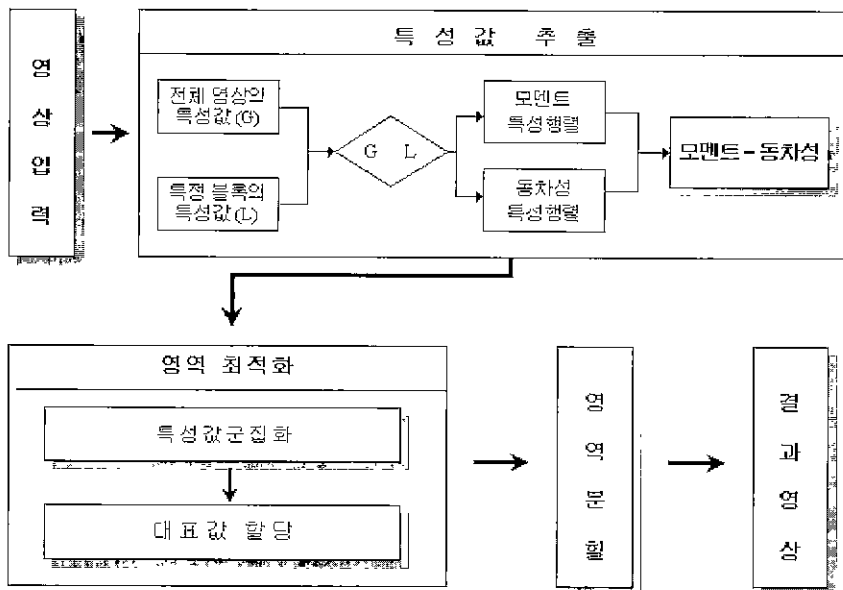 영상입력
특성값 추출
전체 영상의
특성값(G)
특정 블록의
특성값(L)
G L
모멘트
특성행렬
동차성
특성행렬
모멘트-동차성
영역 최적화
특성값군집화
대표값 할당
영역분할
결과영상